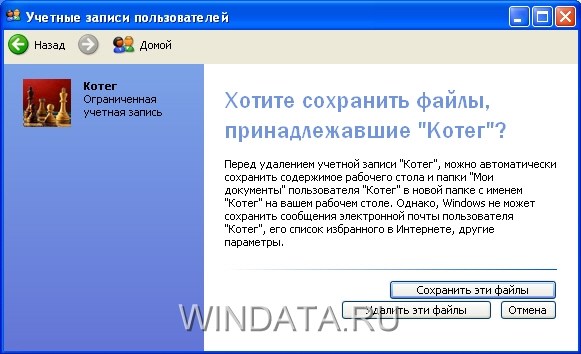 Учетные записи пользователей
Назад
Домой
Котег
Ограниченная
учетная запись
Хотите сохранить файлы,
принадлежавшие "Котег"?
Перед удалением учетной записи "Котег", можно автоматически
сохранить содержимое рабочего стола и папки "Мои
документы" пользователя "Котег" в новой папке с именем
"Котег" на вашем рабочем столе. Однако, Windows не может
сохранить сообщения электронной почты пользователя
"Котег", его список избранного в Интернете, другие
параметры.
Сохранить эти файлы
Удалить эти файлы
Отмена
WINDATA.RU